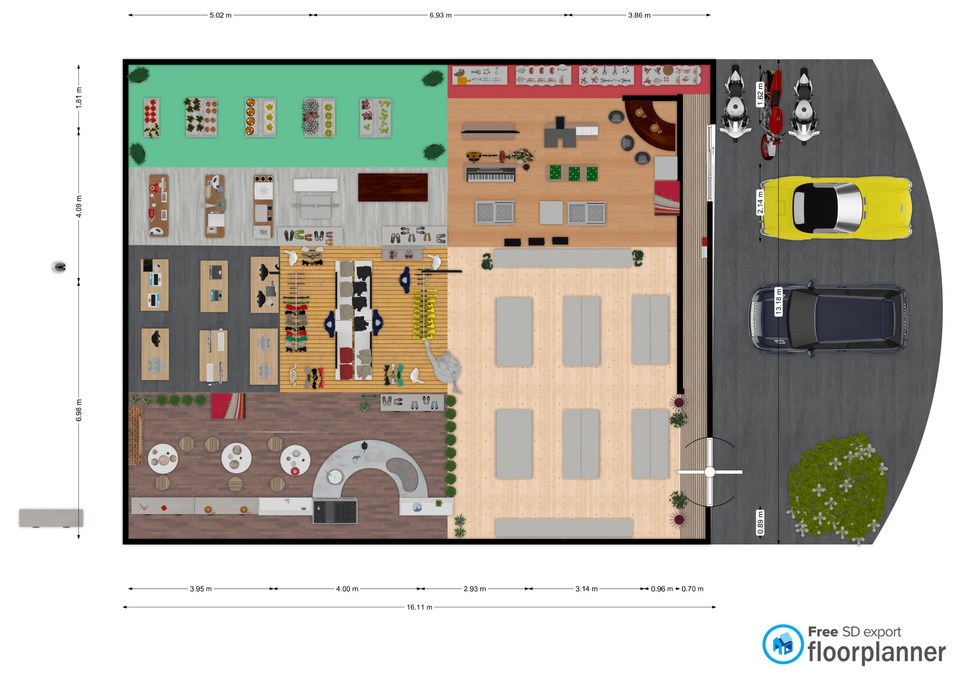 5.02 m
6.93 m
3.86 m
1.81 m
1.62 m
4.09 m
2.14 m
13.18 m
6.98 m
0.89 m
3.95 m
4.00 m
2.93 m
3.14 m
0.96 m
0.70 m
16.11 m
Free SD export
floorplanner